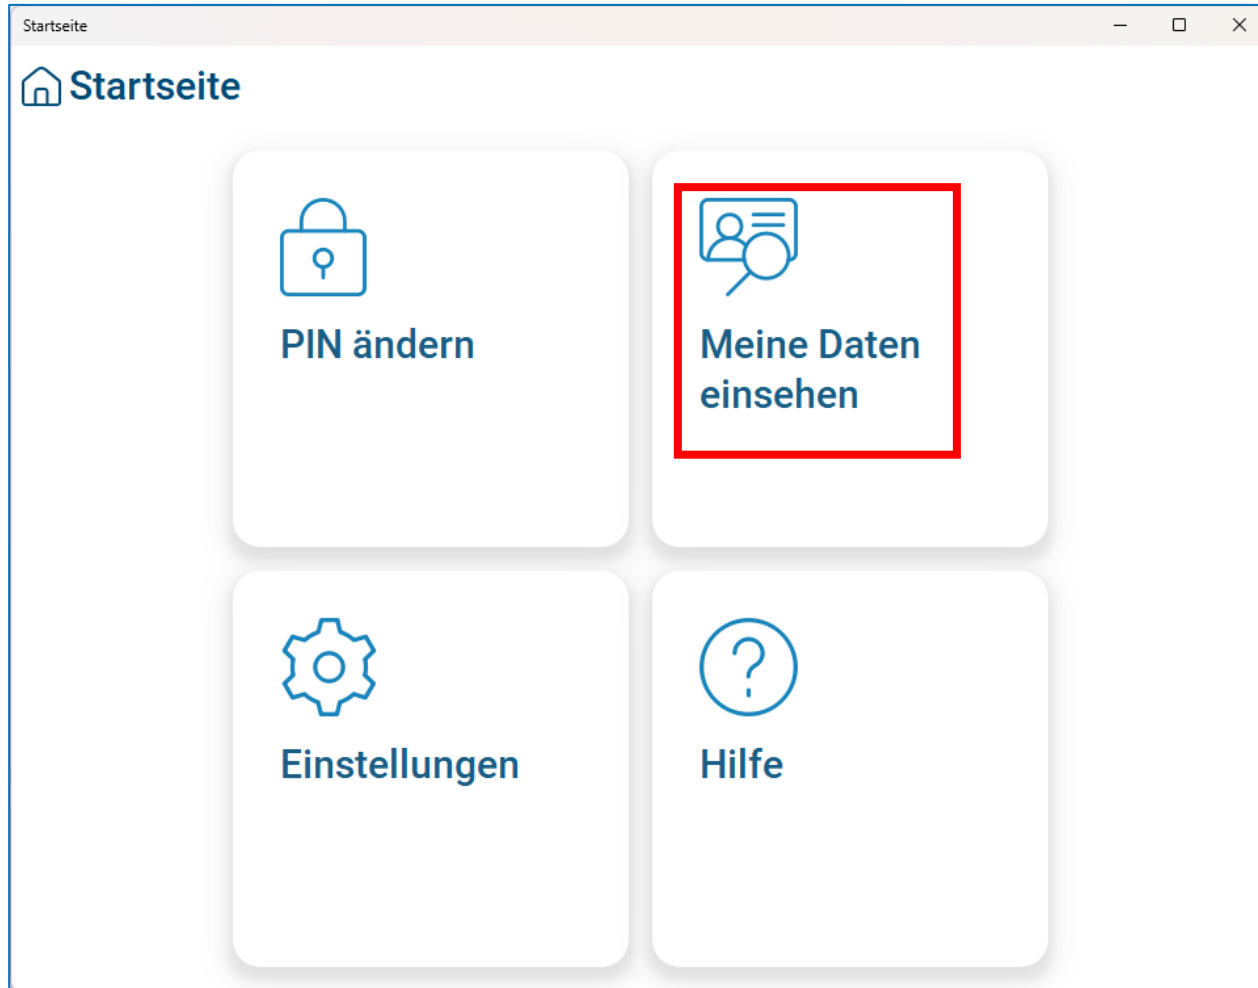 Startseite
Startseite
PIN ändern
Meine Daten
einsehen
Einstellungen
Hilfe